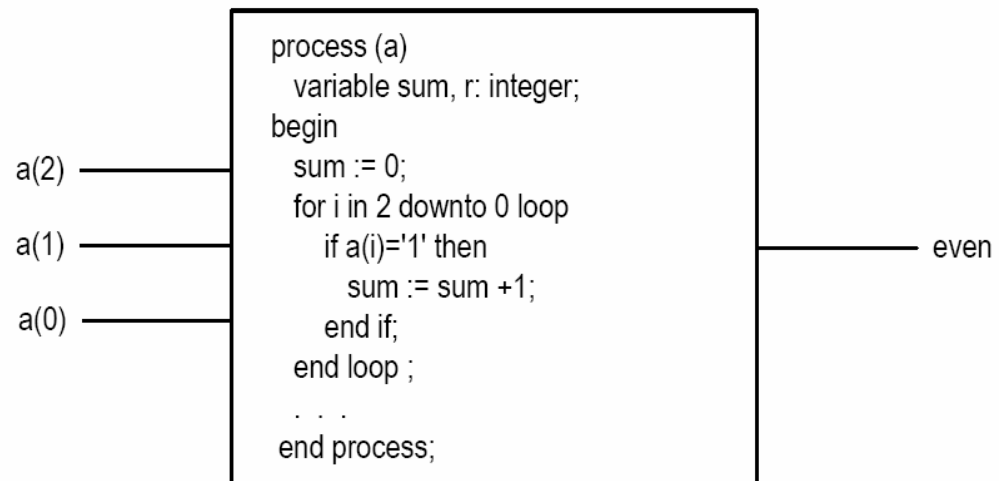 process (a)
variable sum, r: integer;
begin
sum := 0;
for i in 2 downto 0 loop
if a(i)='1' then
sum := sum +1;
end if;
end loop ;
. . .
end process;
a(2)
a(1)
a(0)
even